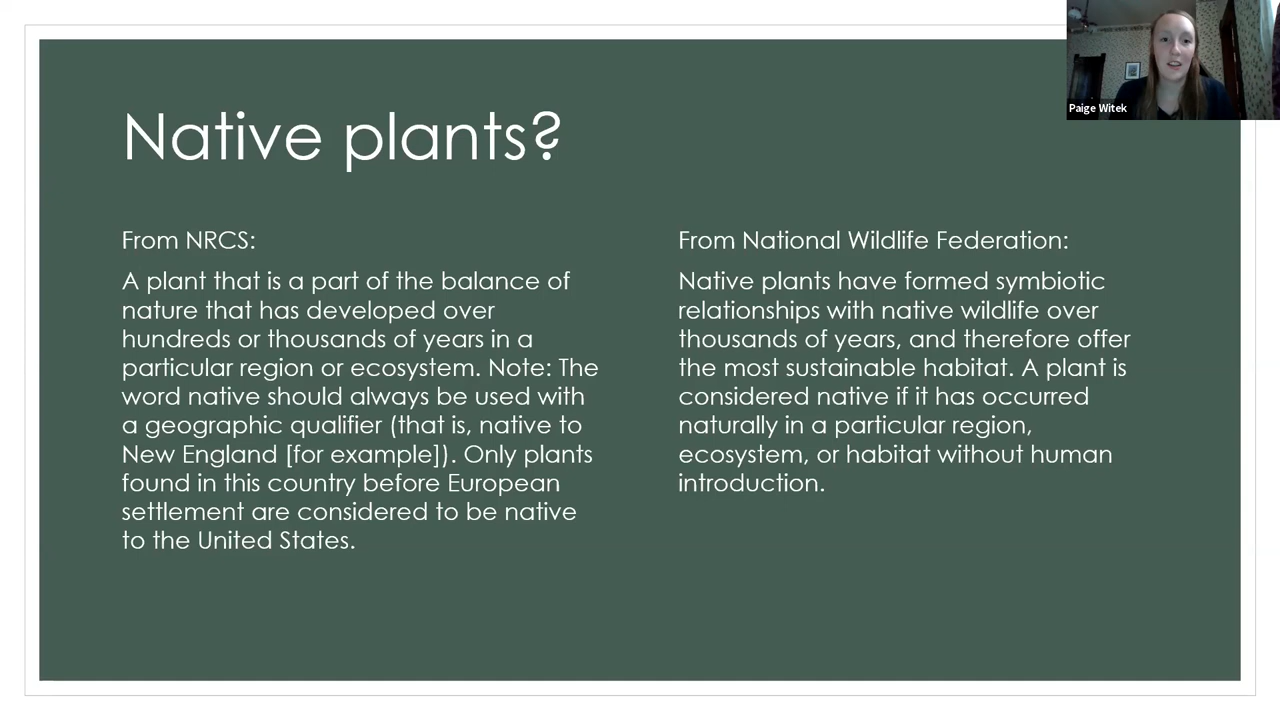 Paige Witek
Native plants?
From NRCS:
A plant that is a part of the balance of
nature that has developed over
hundreds or thousands of years in a
particular region or ecosystem. Note: The
word native should always be used with
a geographic qualifier (that is, native to
New England [for example]). Only plants
found in this country before European
settlement are considered to be native
to the United States.
From National Wildlife Federation:
Native plants have formed symbiotic
relationships with native wildlife over
thousands of years, and therefore offer
the most sustainable habitat. A plant is
considered native if it has occurred
naturally in a particular region,
ecosystem, or habitat without human
introduction.